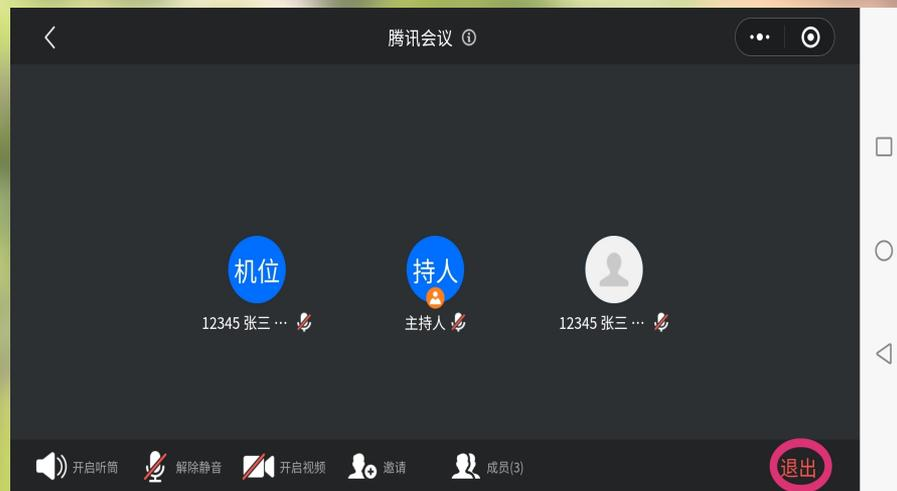 腾讯会议
机位
持人
12345 张三 ···
主持人
12345 张三 ···
开启听筒
解除静音
开启视频
邀请
成员(3)
退出